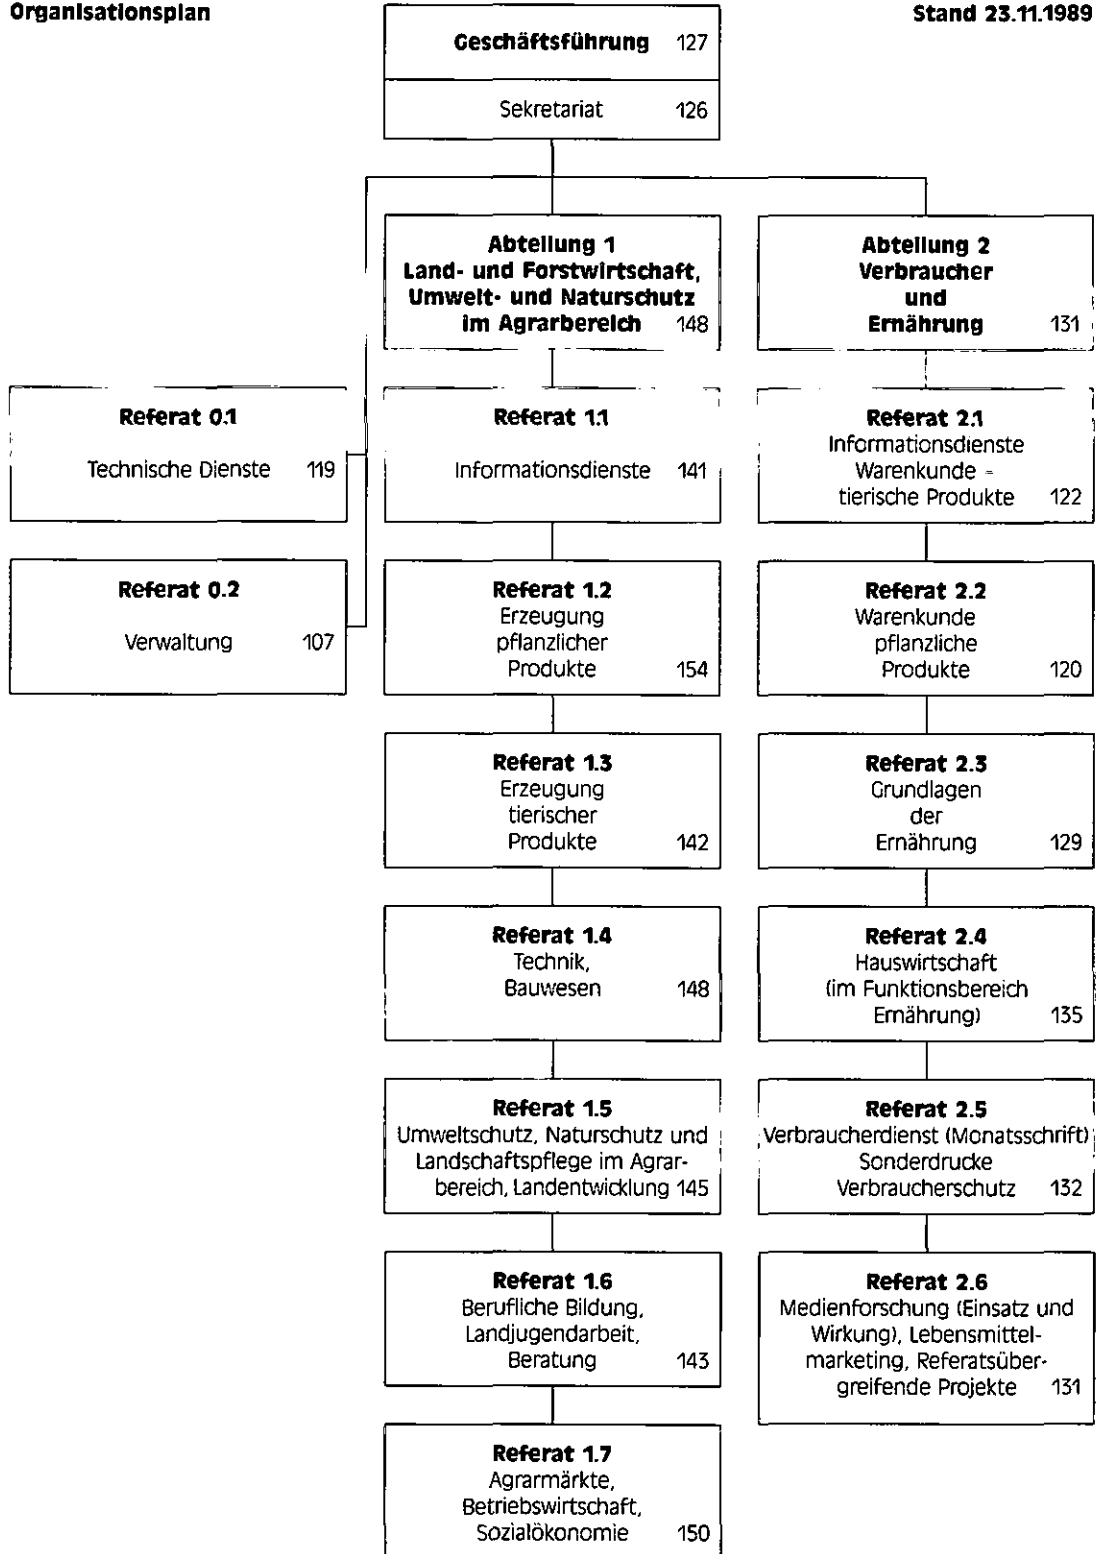 Organisationsplan
Stand 23.11.1989
Geschäftsführung 127
Sekretariat 126
Abteilung 1
Land- und Forstwirtschaft,
Umwelt- und Naturschutz
im Agrarbereich 148
Abteilung 2
Verbraucher
und
Ernährung 131
Referat 0.1
Technische Dienste 119
Referat 1.1
Informationsdienste 141
Referat 2.1
Informationsdienste
Warenkunde -
tierische Produkte 122
Referat 0.2
Verwaltung 107
Referat 1.2
Erzeugung
pflanzlicher
Produkte 154
Referat 2.2
Warenkunde
pflanzliche
Produkte 120
Referat 1.3
Erzeugung
tierischer
Produkte 142
Referat 2.3
Grundlagen
der
Ernährung 129
Referat 1.4
Technik,
Bauwesen 148
Referat 2.4
Hauswirtschaft
(im Funktionsbereich
Ernährung) 135
Referat 1.5
Umweltschutz, Naturschutz und
Landschaftspflege im Agrar-
bereich, Landentwicklung 145
Referat 2.5
Verbraucherdienst (Monatsschrift)
Sonderdrucke
Verbraucherschutz 132
Referat 1.6
Berufliche Bildung,
Landjugendarbeit,
Beratung 143
Referat 2.6
Medienforschung (Einsatz und
Wirkung), Lebensmittel-
marketing, Referatsüber-
greifende Projekte 131
Referat 1.7
Agrarmärkte,
Betriebswirtschaft,
Sozialökonomie 150